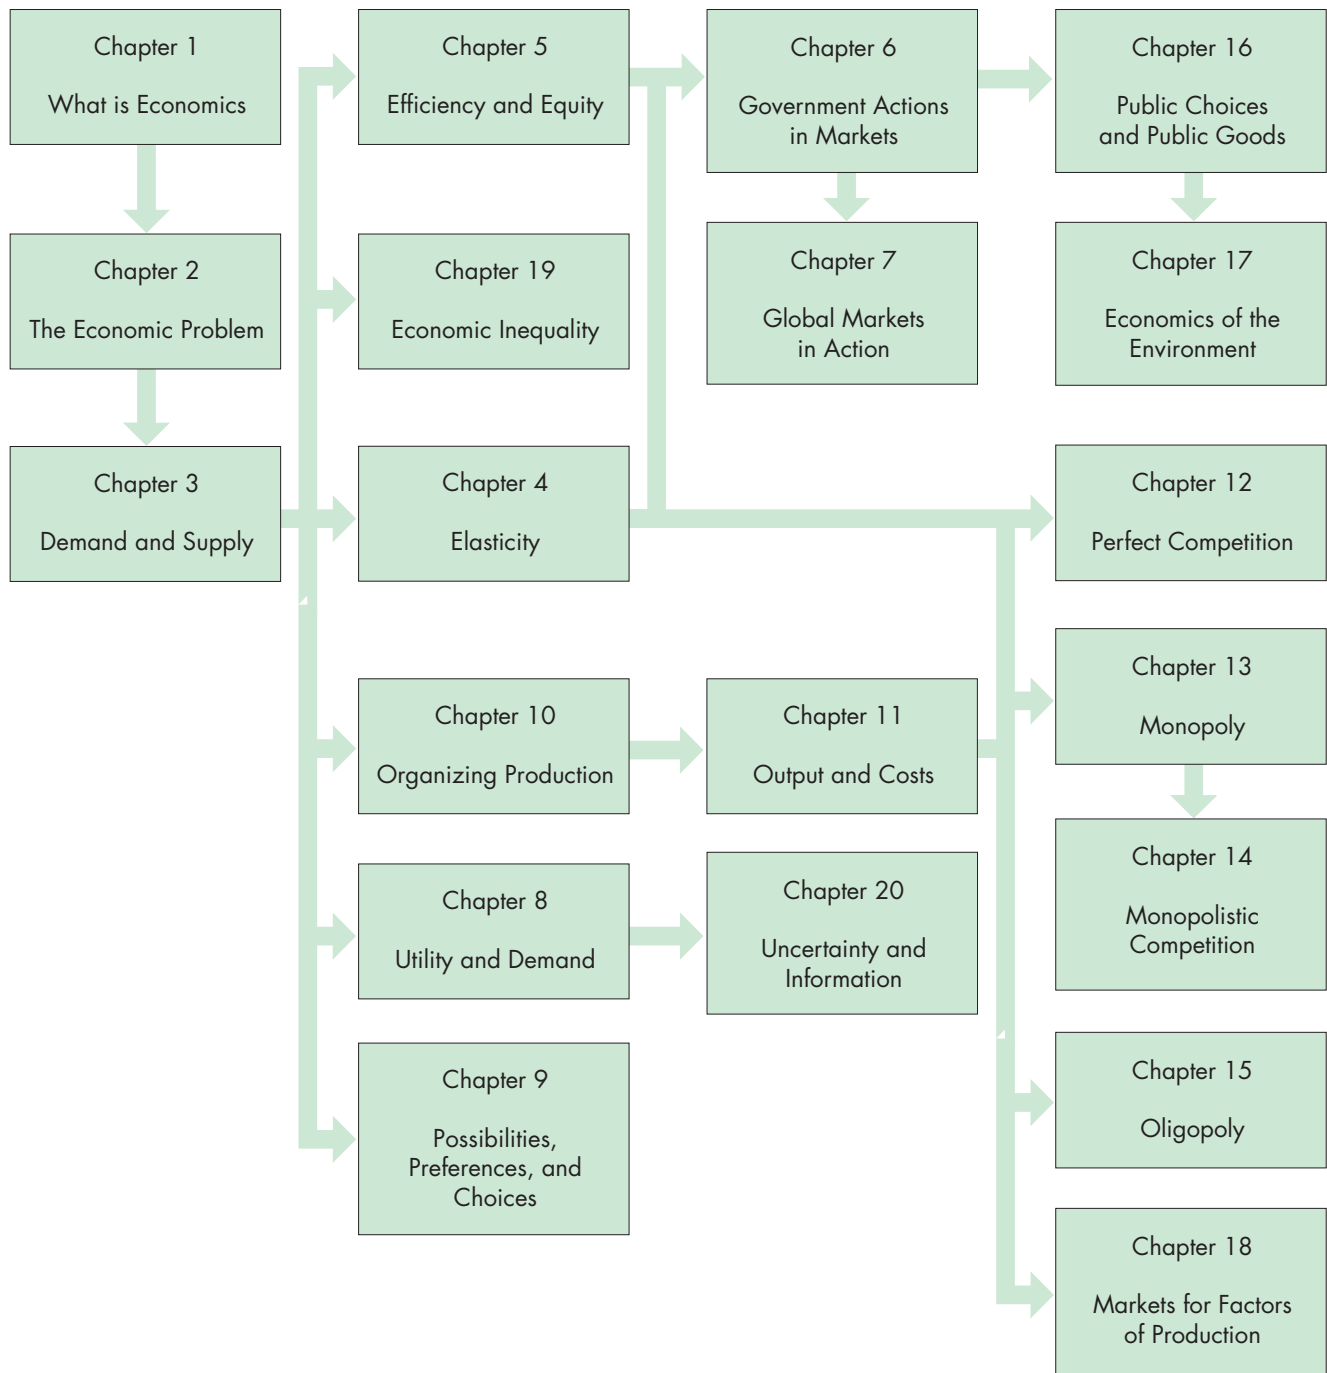 Chapter 1
What is Economics
Chapter 2
The Economic Problem
Chapter 3
Demand and Supply
Chapter 5
Efficiency and Equity
Chapter 19
Economic Inequality
Chapter 4
Elasticity
Chapter 10
Organizing Production
Chapter 8
Utility and Demand
Chapter 9
Possibilities,
Preferences, and
Choices
Chapter 6
Government Actions
in Markets
Chapter 7
Global Markets
in Action
Chapter 11
Output and Costs
Chapter 20
Uncertainty and
Information
Chapter 16
Public Choices
and Public Goods
Chapter 17
Economics of the
Environment
Chapter 12
Perfect Competition
Chapter 13
Monopoly
Chapter 14
Monopolistic
Competition
Chapter 15
Oligopoly
Chapter 18
Markets for Factors
of Production